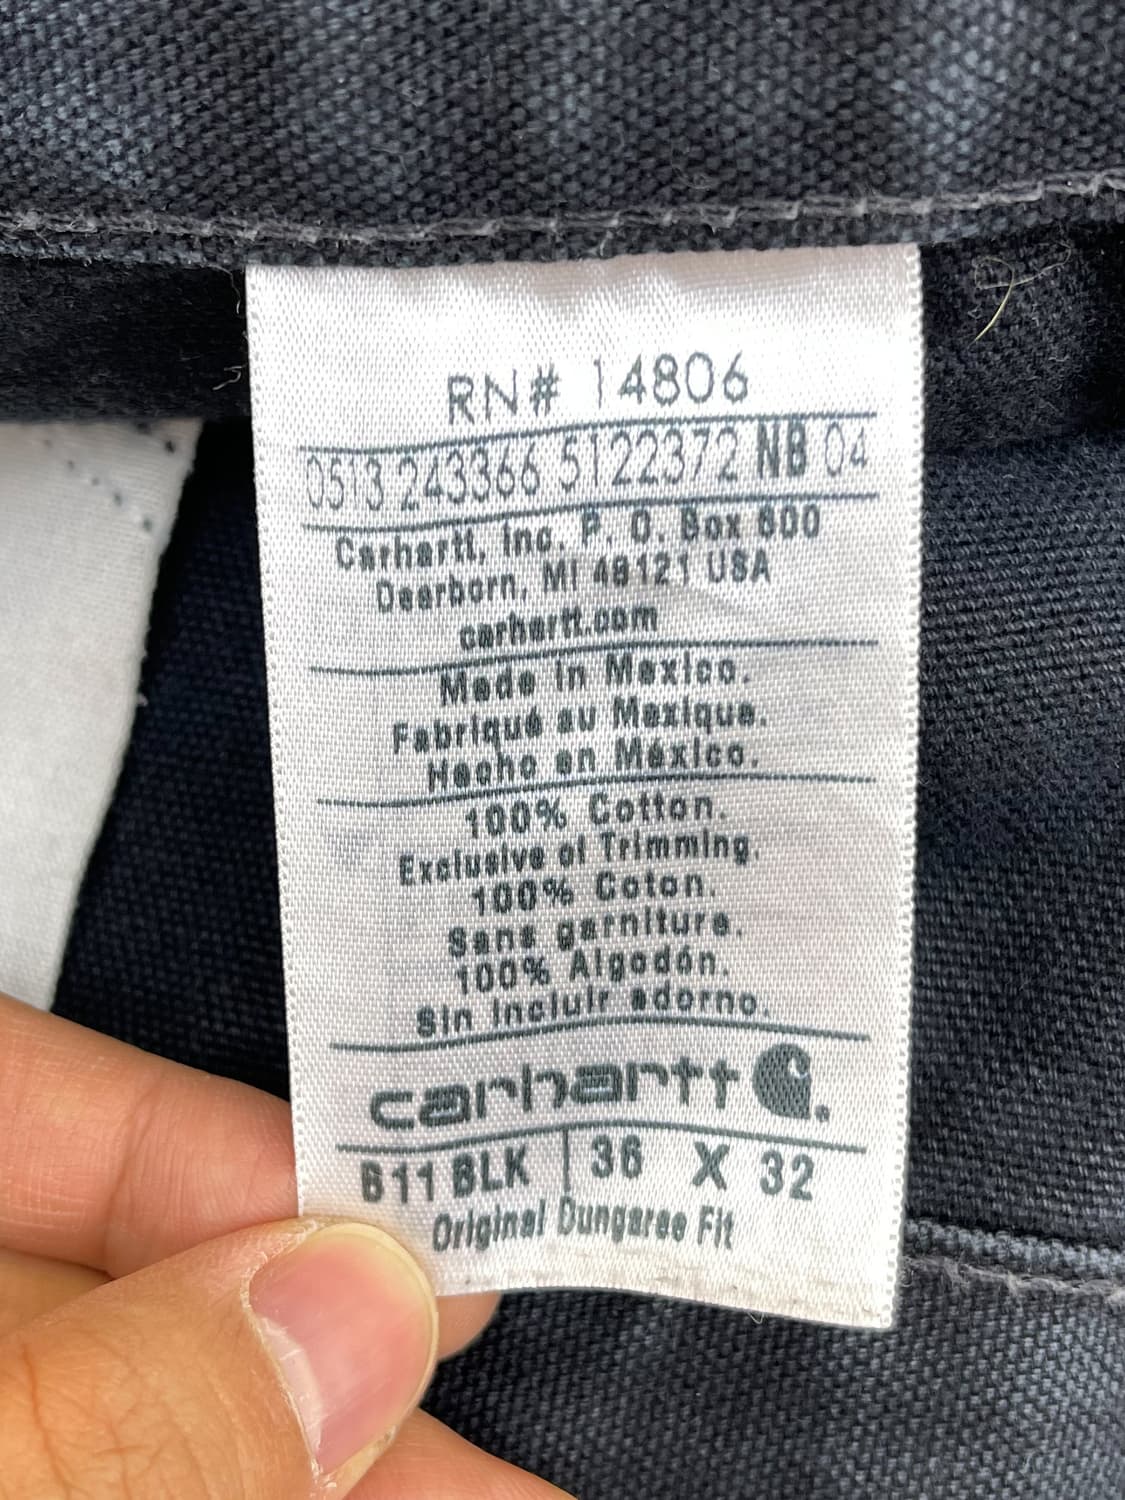 RN# 14806
0513 243366 5122372 NB 04
Carhartt, Inc. P. O. Box 600
Dearborn, MI 48121 USA
carhartt.com
Made in Mexico.
Fabriqué au Mexique.
Hecho en México.
100% Cotton.
Exclusive of Trimming.
100% Coton.
Sans garniture.
100% Algodón.
Sin incluir adorno.
carhartt
B11 BLK | 36 X 32
Original Dungaree Fit